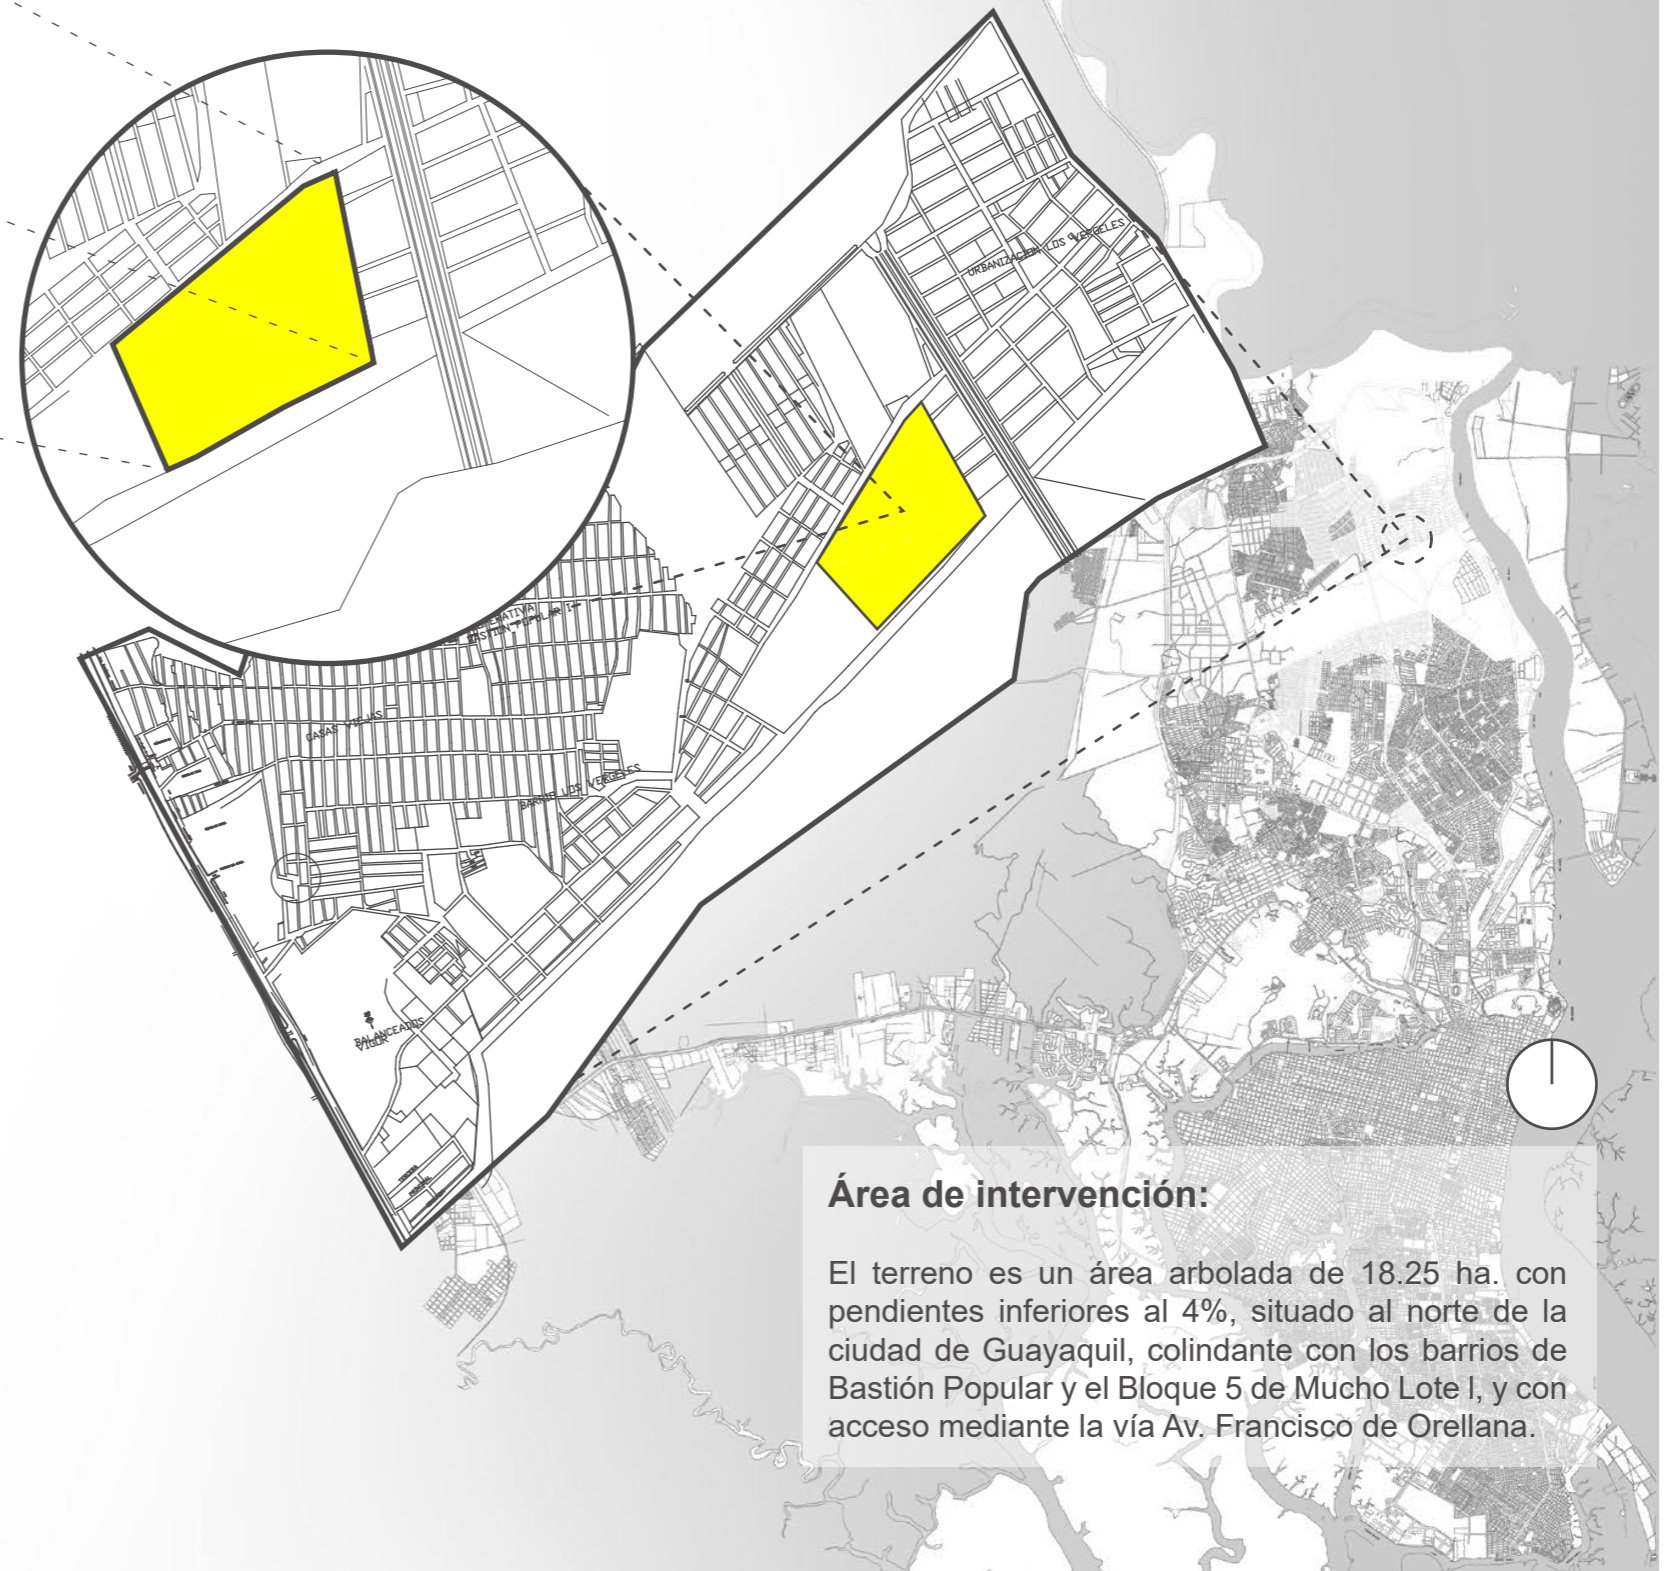 URBANIZACION LOS VERGELES
BASTION POPULAR I
CASAS VIEJAS
BARRIO LOS VERGELES
BALANCEADOS
VIGOR
Área de intervención:
El terreno es un área arbolada de 18.25 ha. con
pendientes inferiores al 4%, situado al norte de la
ciudad de Guayaquil, colindante con los barrios de
Bastión Popular y el Bloque 5 de Mucho Lote I, y con
acceso mediante la vía Av. Francisco de Orellana.